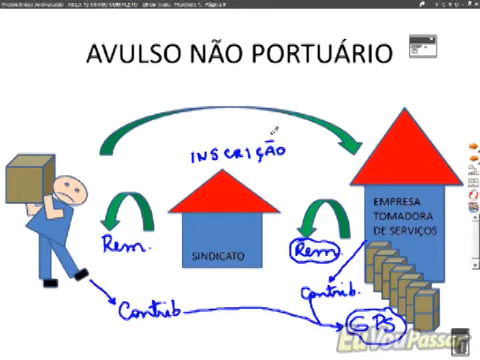 AVULSO NÃO PORTUÁRIO
INSCRIÇÃO
EMPRESA
TOMADORA
DE SERVIÇOS
Rem.
Rem
SINDICATO
Contrib.
Contrib
GPS
EuVouPassar